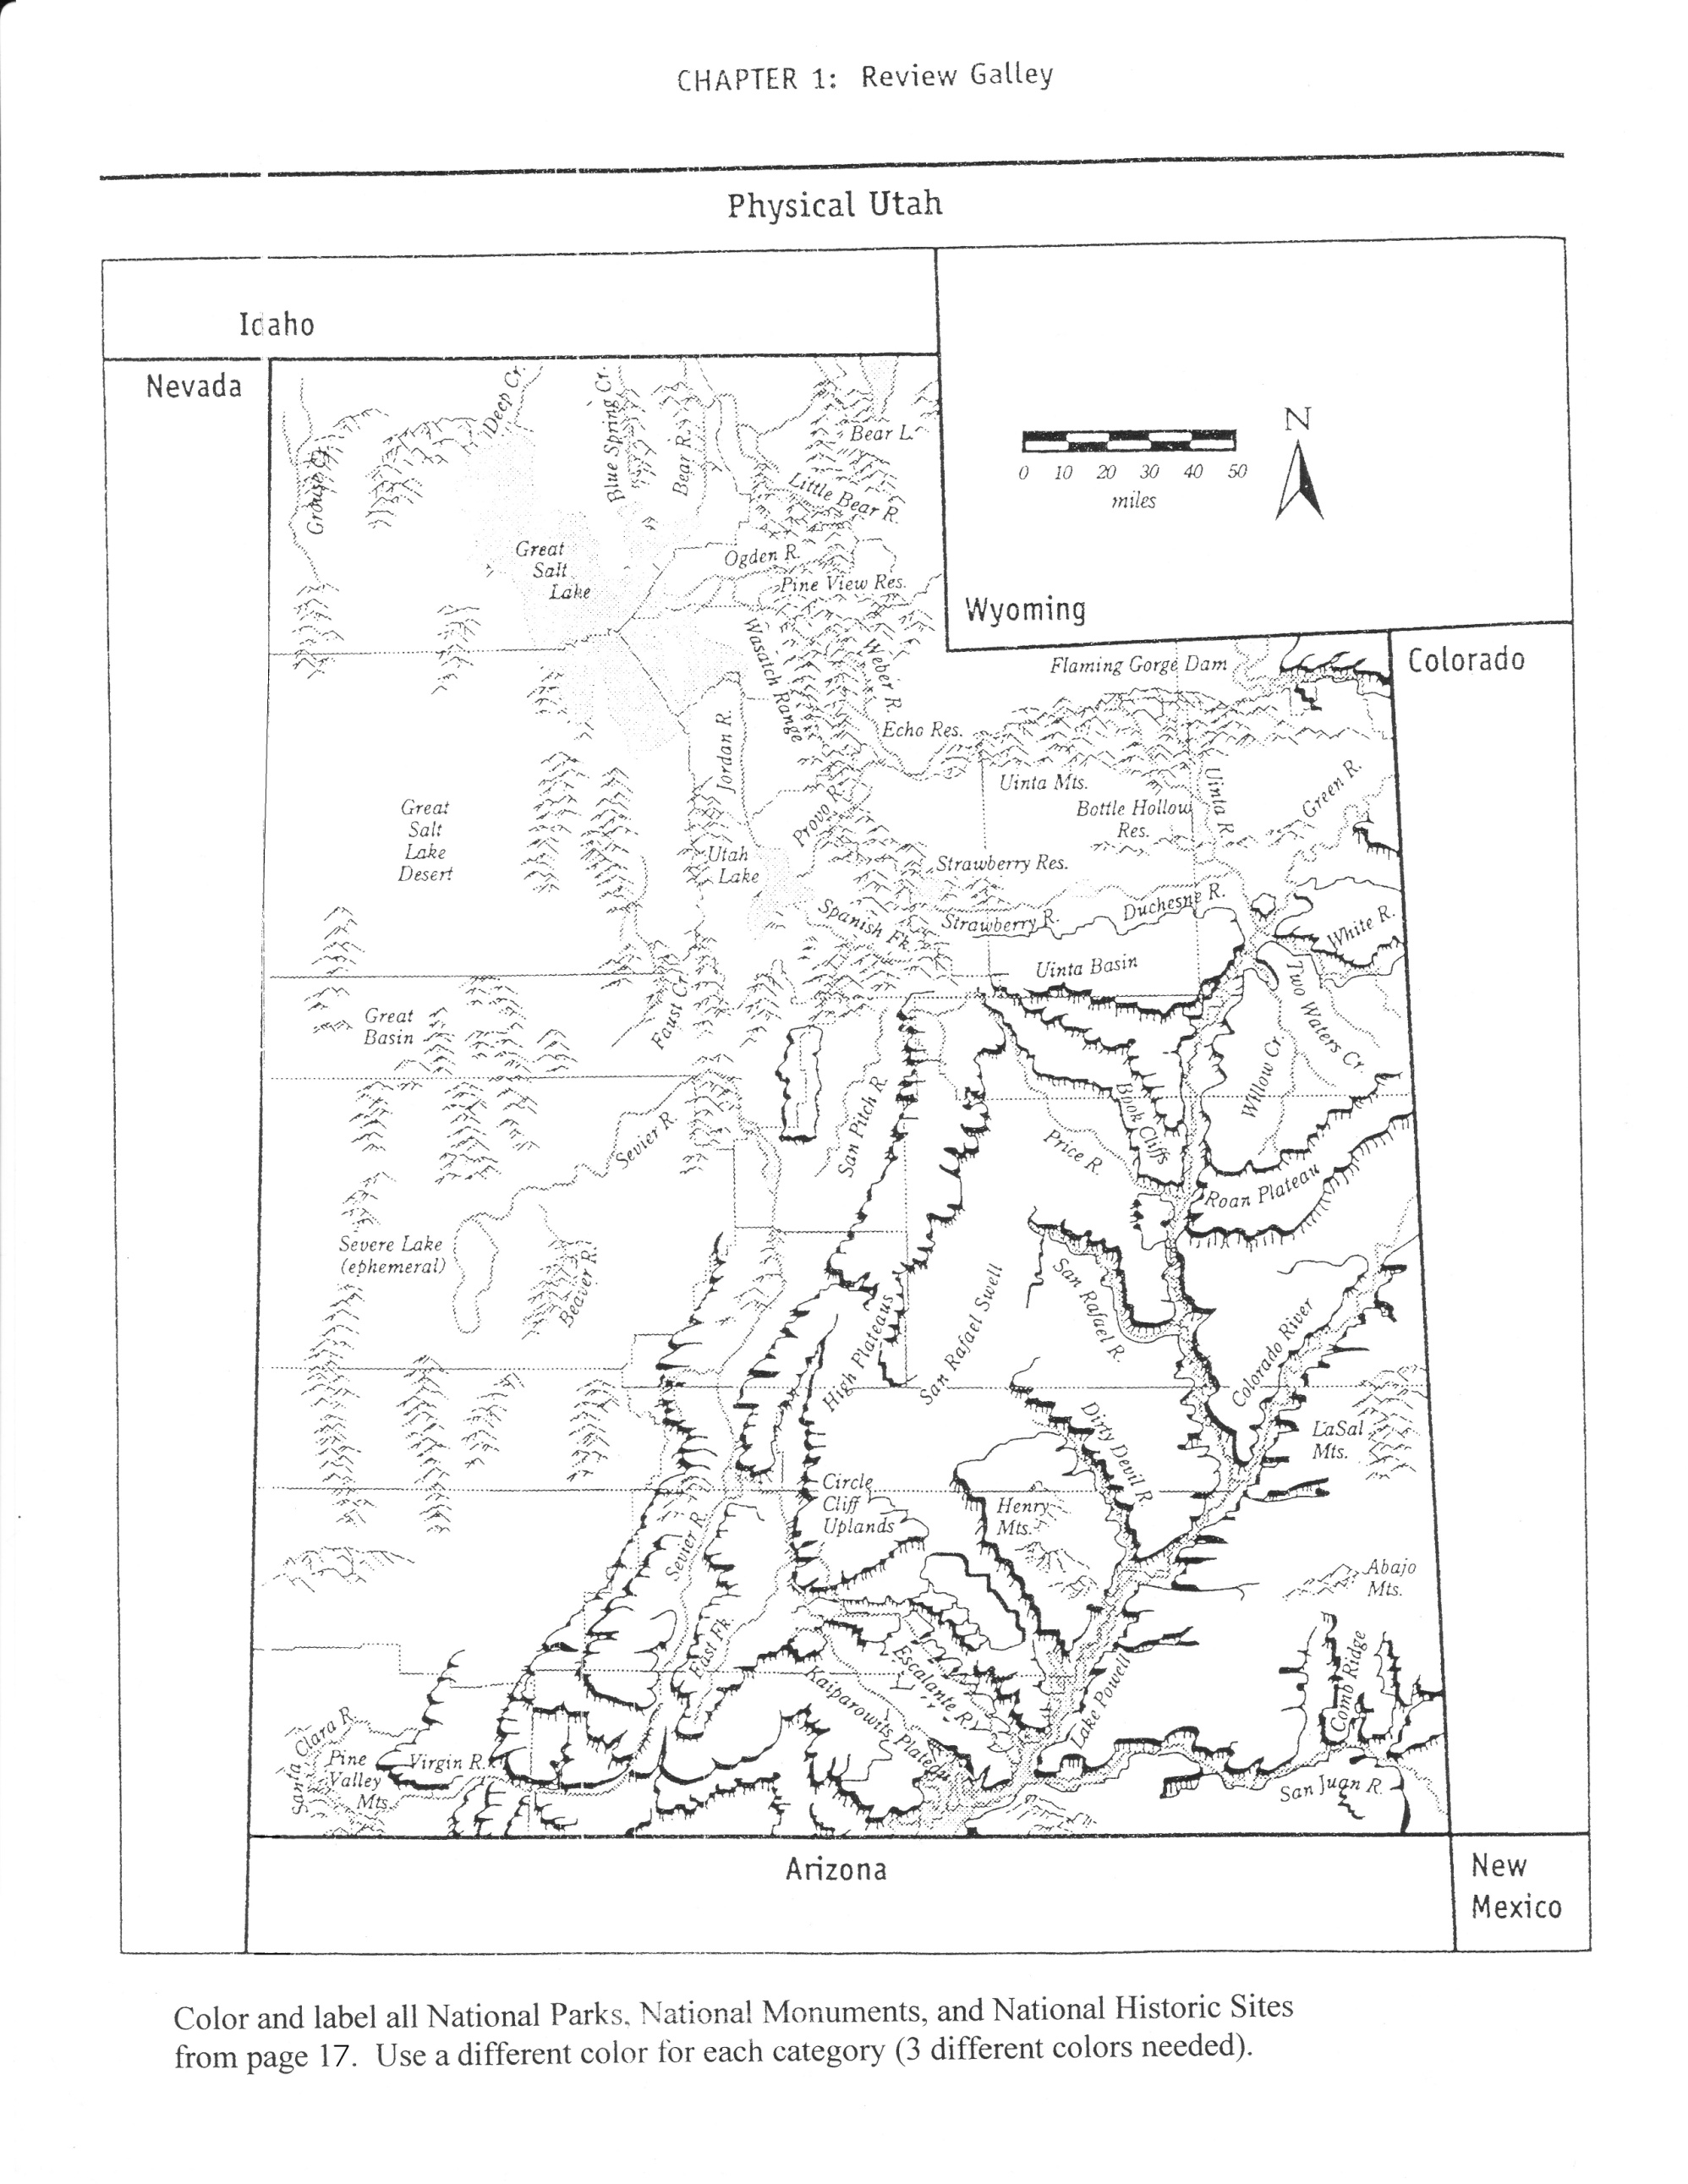 CHAPTER 1: Review Galley
Physical Utah
Idaho
Nevada
Deep Cr.
Blue Spring Cr.
Bear R.
Bear L.
Grouse Cr.
Little Bear R.
0 10 20 30 40 50
miles
N
Great
Salt
Lake
Ogden R.
Pine View Res.
Wyoming
Wasatch Range
Weber R.
Flaming Gorge Dam
Colorado
Jordan R.
Echo Res.
Uinta Mts.
Uinta R.
Green R.
Great
Salt
Lake
Desert
Provo R.
Bottle Hollow
Res.
Utah
Lake
Strawberry Res.
Spanish Fk.
Strawberry R.
Duchesne R.
White R.
Uinta Basin
Great
Basin
Faust Cr.
Two Waters Cr.
Willow Cr.
San Pitch R.
Book Cliffs
Sevier R.
Price R.
Roan Plateau
Severe Lake
(ephemeral)
Beaver R.
High Plateaus
San Rafael Swell
San Rafael R.
Colorado River
Dirty Devil R.
LaSal
Mts.
Circle
Cliff
Uplands
Henry
Mts.
Sevier R.
Abajo
Mts.
East Fk.
Kaiparowits Plateau
Escalante R.
Lake Powell
Comb Ridge
Santa Clara R.
Pine
Valley
Mts.
Virgin R.
San Juan R.
Arizona
New
Mexico
Color and label all National Parks, National Monuments, and National Historic Sites
from page 17. Use a different color for each category (3 different colors needed).